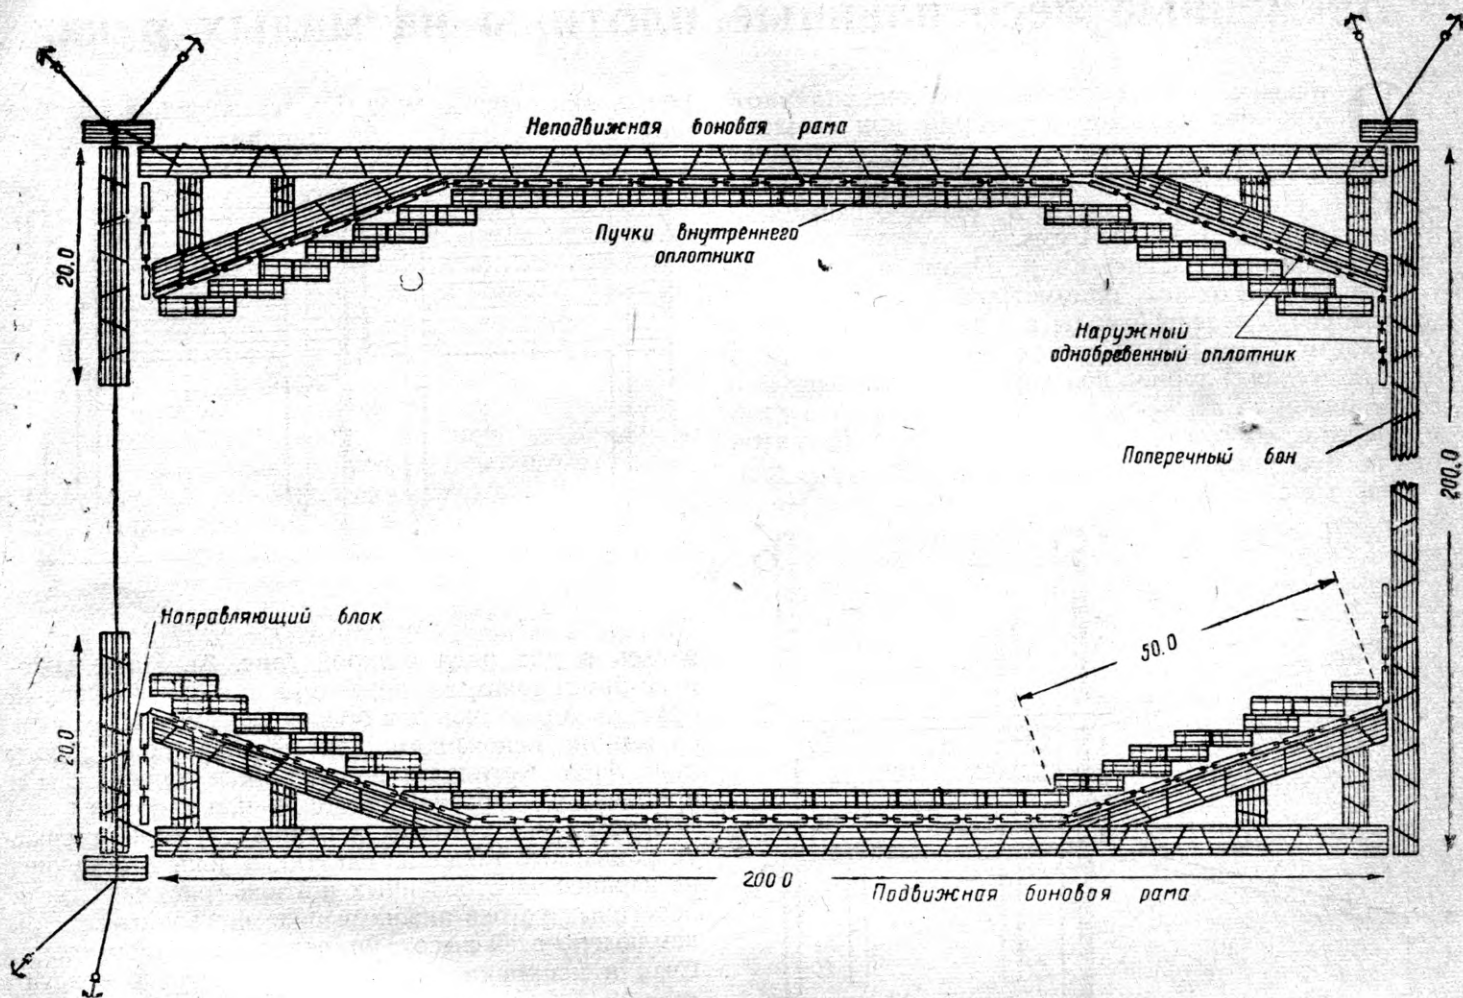 Неподвижная боновая рама
20.0
Пучки внутреннего
оплотника
Наружный
однобревенный оплотник
Поперечный бон
200.0
Направляющий блок
50.0
20.0
200 0
Подвижная боновая рама